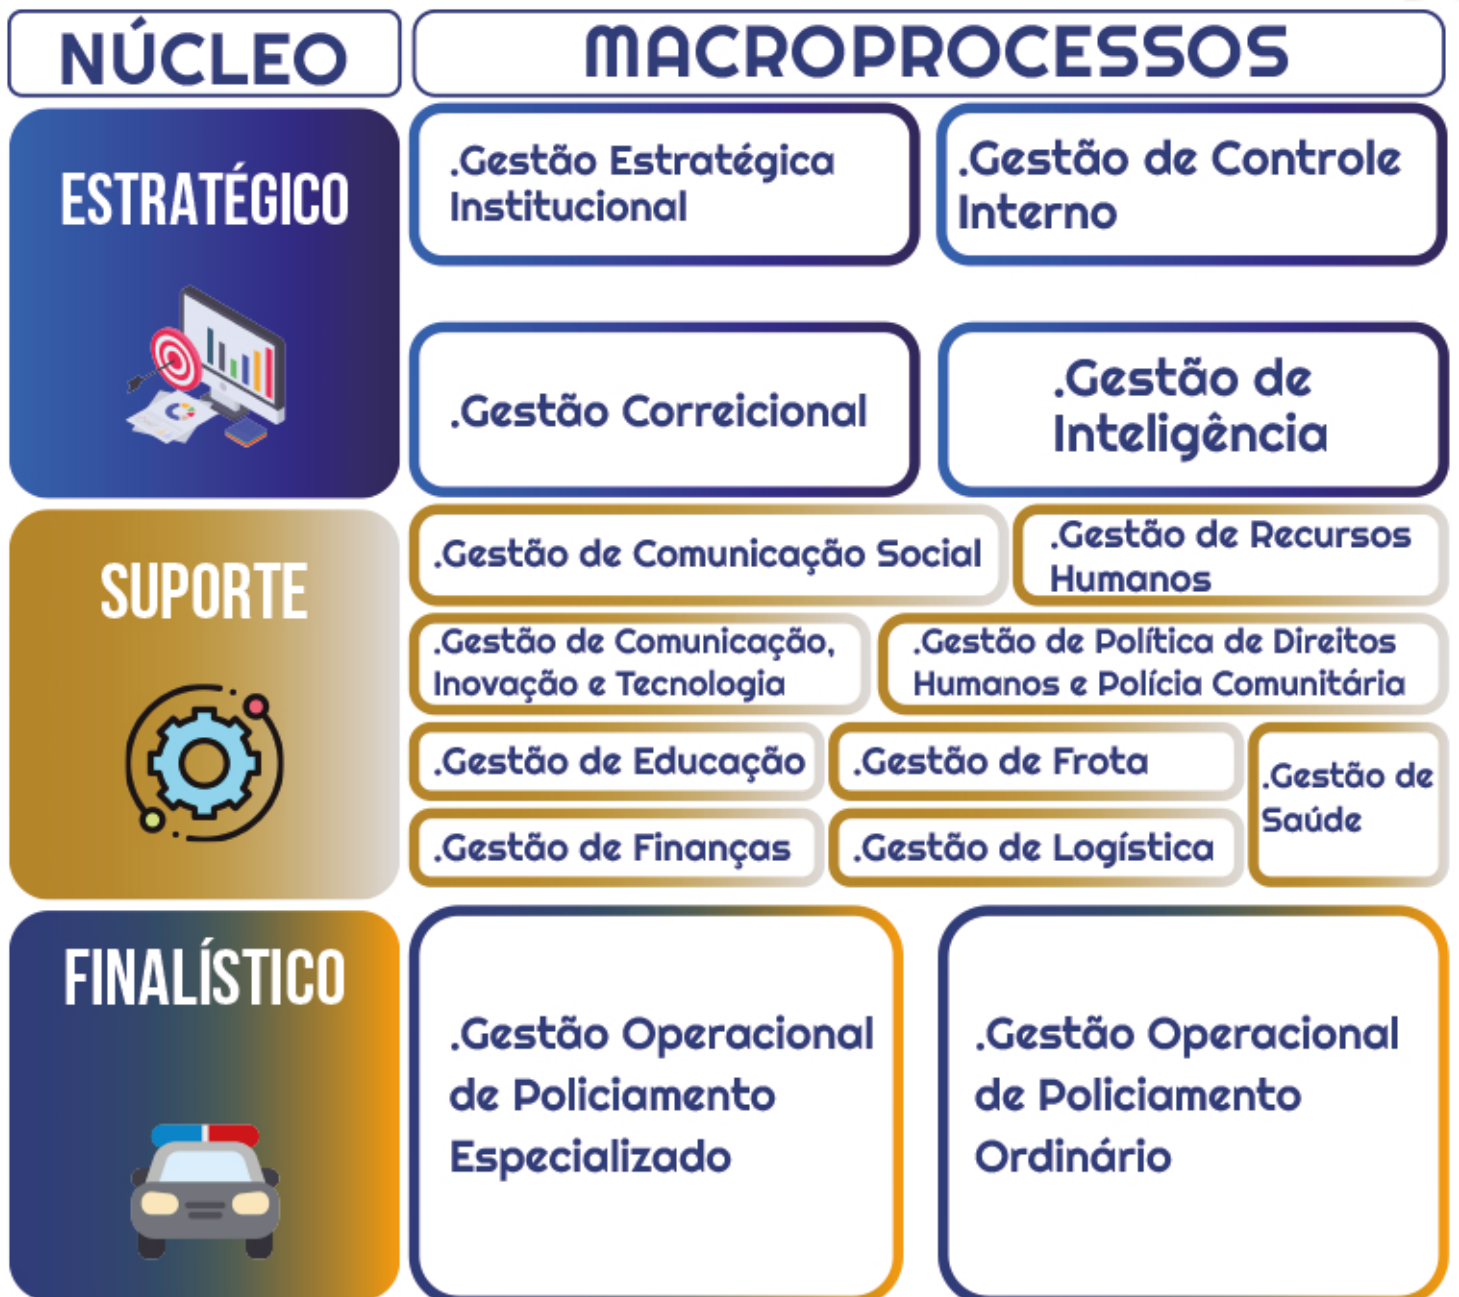 NÚCLEO
MACROPROCESSOS
ESTRATÉGICO
.Gestão Estratégica
Institucional
.Gestão de Controle
Interno
.Gestão Correicional
.Gestão de
Inteligência
SUPORTE
.Gestão de Comunicação Social
.Gestão de Recursos
Humanos
.Gestão de Comunicação,
Inovação e Tecnologia
.Gestão de Política de Direitos
Humanos e Polícia Comunitária
.Gestão de Educação
.Gestão de Frota
.Gestão de
Saúde
.Gestão de Finanças
.Gestão de Logística
FINALÍSTICO
.Gestão Operacional
de Policiamento
Especializado
.Gestão Operacional
de Policiamento
Ordinário